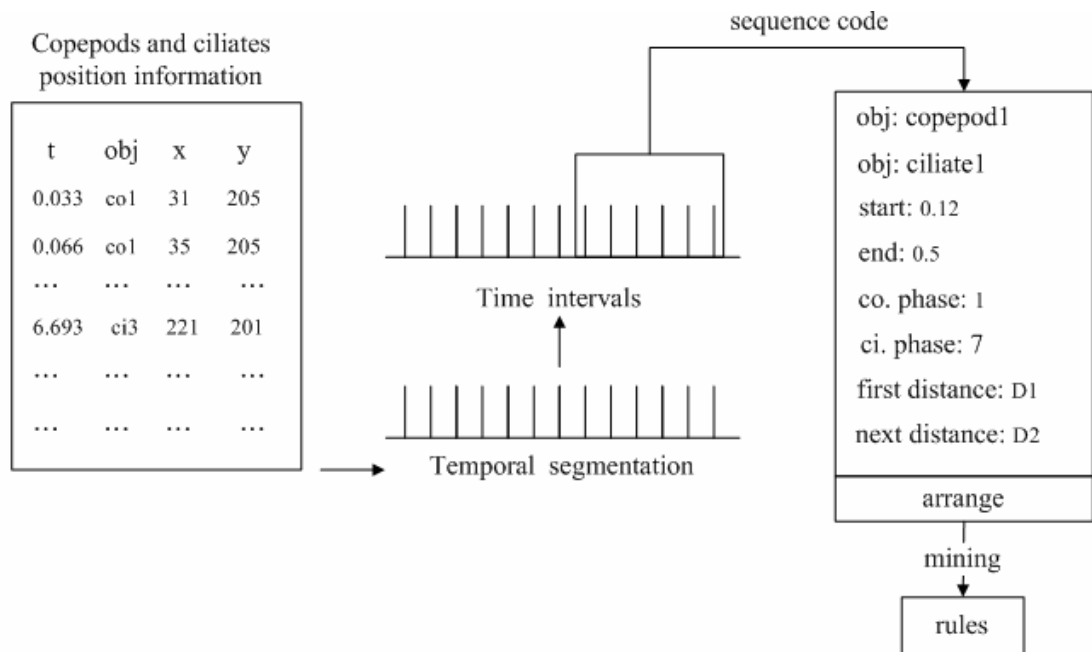 Copepods and ciliates
position information
t obj x y
0.033 co1 31 205
0.066 co1 35 205
... ... ... ...
6.693 ci3 221 201
... ... ... ...
... ... ... ...
Temporal segmentation
Time intervals
sequence code
obj: copepod1
obj: ciliate1
start: 0.12
end: 0.5
co. phase: 1
ci. phase: 7
first distance: D1
next distance: D2
arrange
mining
rules